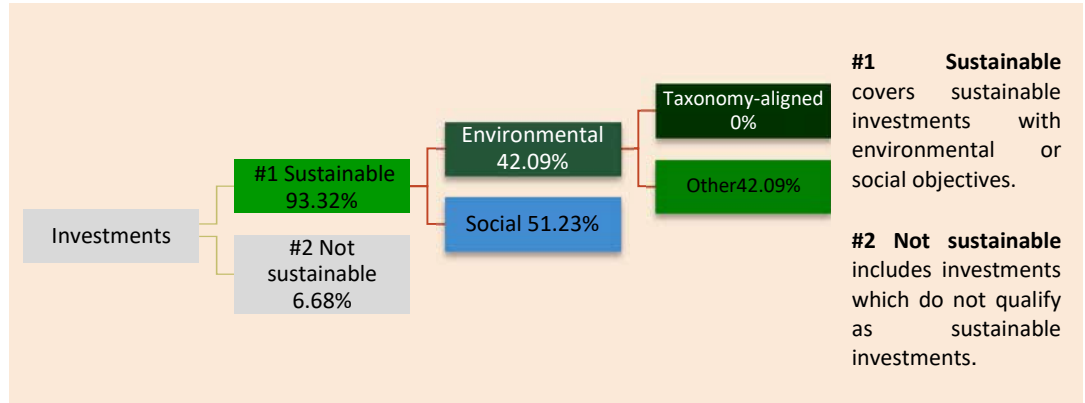 Investments
#1 Sustainable
93.32%
#2 Not
sustainable
6.68%
Environmental
42.09%
Social 51.23%
Taxonomy-aligned
0%
Other42.09%
#1 Sustainable
covers sustainable
investments with
environmental or
social objectives.
#2 Not sustainable
includes investments
which do not qualify
as sustainable
investments.